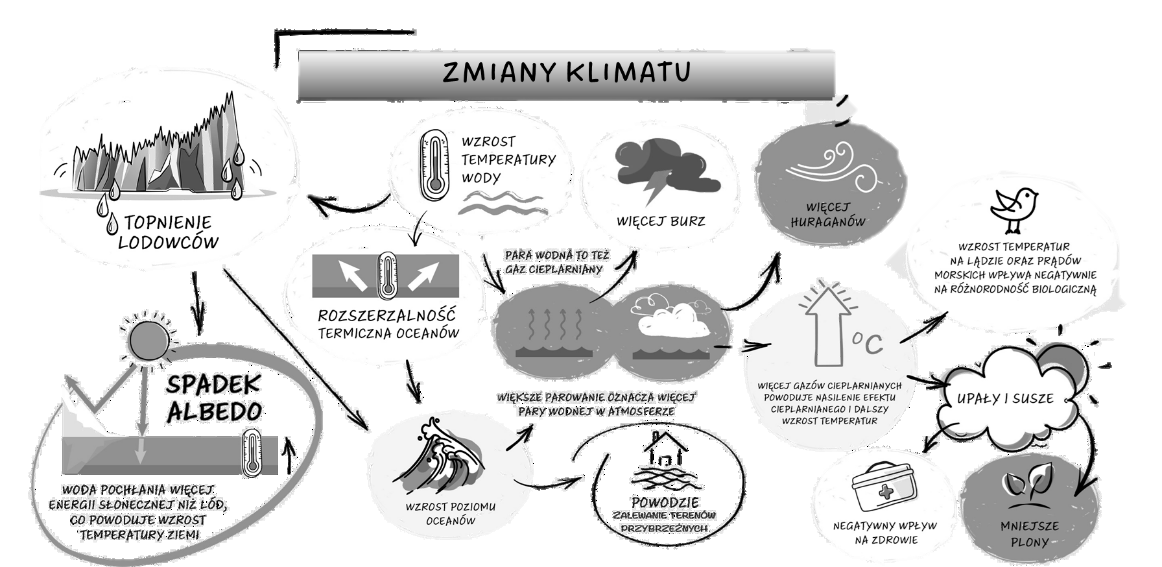 ZMIANY KLIMATU
TOPNIENIE
LODOWCÓW
WZROST
TEMPERATURY
WODY
WIĘCEJ BURZ
WIĘCEJ
HURAGANÓW
WZROST TEMPERATUR
NA LĄDZIE ORAZ PRĄDÓW
MORSKICH WPŁYWA NEGATYWNIE
NA RÓŻNORODNOŚĆ BIOLOGICZNĄ
PARA WODNA TO TEŻ
GAZ CIEPLARNIANY
ROZSZERZALNOŚĆ
TERMICZNA OCEANÓW
°C
WIĘCEJ GAZÓW CIEPLARNIANYCH
POWODUJE NASILENIE EFEKTU
CIEPLARNIANEGO I DALSZY
WZROST TEMPERATUR
SPADEK
ALBEDO
WIĘKSZE PAROWANIE OZNACZA WIĘCEJ
PARY WODNEJ W ATMOSFERZE
UPAŁY I SUSZE
WODA POCHŁANIA WIĘCEJ
ENERGII SŁONECZNEJ NIŻ LÓD,
CO POWODUJE WZROST
TEMPERATURY ZIEMI
WZROST POZIOMU
OCEANÓW
POWODZIE
ZALEWANIE TERENÓW
PRZYBRZEŻNYCH
NEGATYWNY WPŁYW
NA ZDROWIE
MNIEJSZE
PLONY